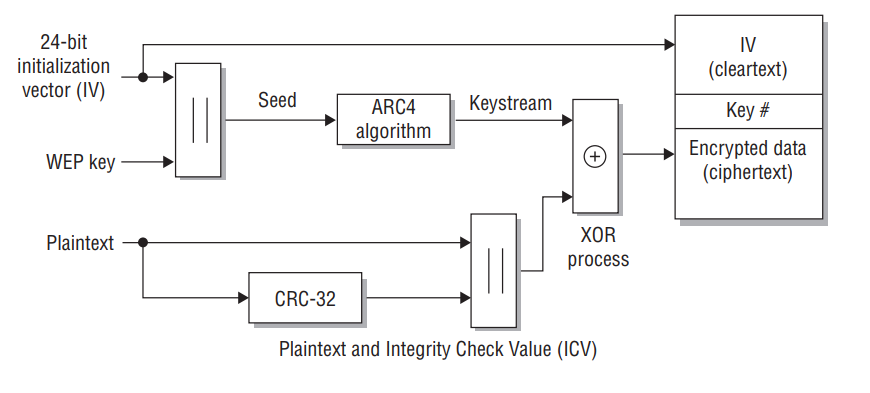 24-bit
initialization
vector (IV)
WEP key
Seed
ARC4
algorithm
Keystream
IV
(cleartext)
Key #
Encrypted data
(ciphertext)
XOR
process
Plaintext
CRC-32
Plaintext and Integrity Check Value (ICV)